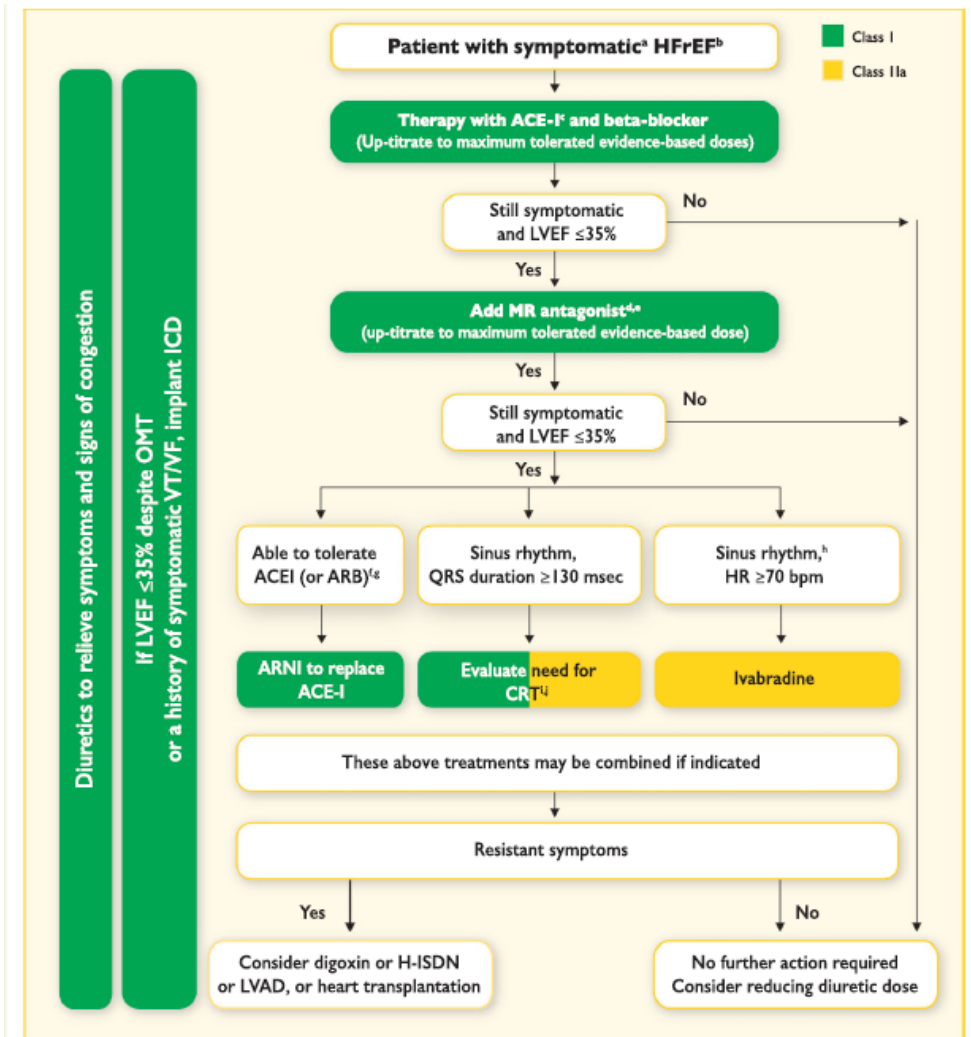 Patient with symptomaticᵃ HFrEFᵇ
Class I
Class IIa
Therapy with ACE-Iᶜ and beta-blocker
(Up-titrate to maximum tolerated evidence-based doses)
Still symptomatic
and LVEF ≤35%
No
Yes
Add MR antagonistᵈ,ᵉ
(up-titrate to maximum tolerated evidence-based dose)
Yes
Still symptomatic
and LVEF ≤35%
No
Yes
Able to tolerate
ACEI (or ARB)ᶠ,ᵍ
Sinus rhythm,
QRS duration ≥130 msec
Sinus rhythm,ʰ
HR ≥70 bpm
ARNI to replace
ACE-I
Evaluate need for
CRTⁱ,ʲ
Ivabradine
These above treatments may be combined if indicated
Resistant symptoms
Yes
No
Consider digoxin or H-ISDN
or LVAD, or heart transplantation
No further action required
Consider reducing diuretic dose
Diuretics to relieve symptoms and signs of congestion
If LVEF ≤35% despite OMT
or a history of symptomatic VT/VF, implant ICD